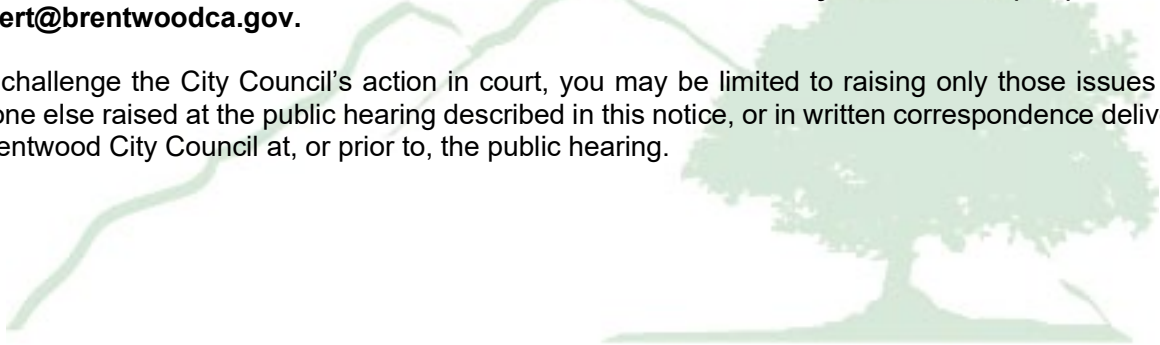 ert@brentwoodca.gov.
challenge the City Council's action in court, you may be limited to raising only those issues
one else raised at the public hearing described in this notice, or in written correspondence deliv
entwood City Council at, or prior to, the public hearing.